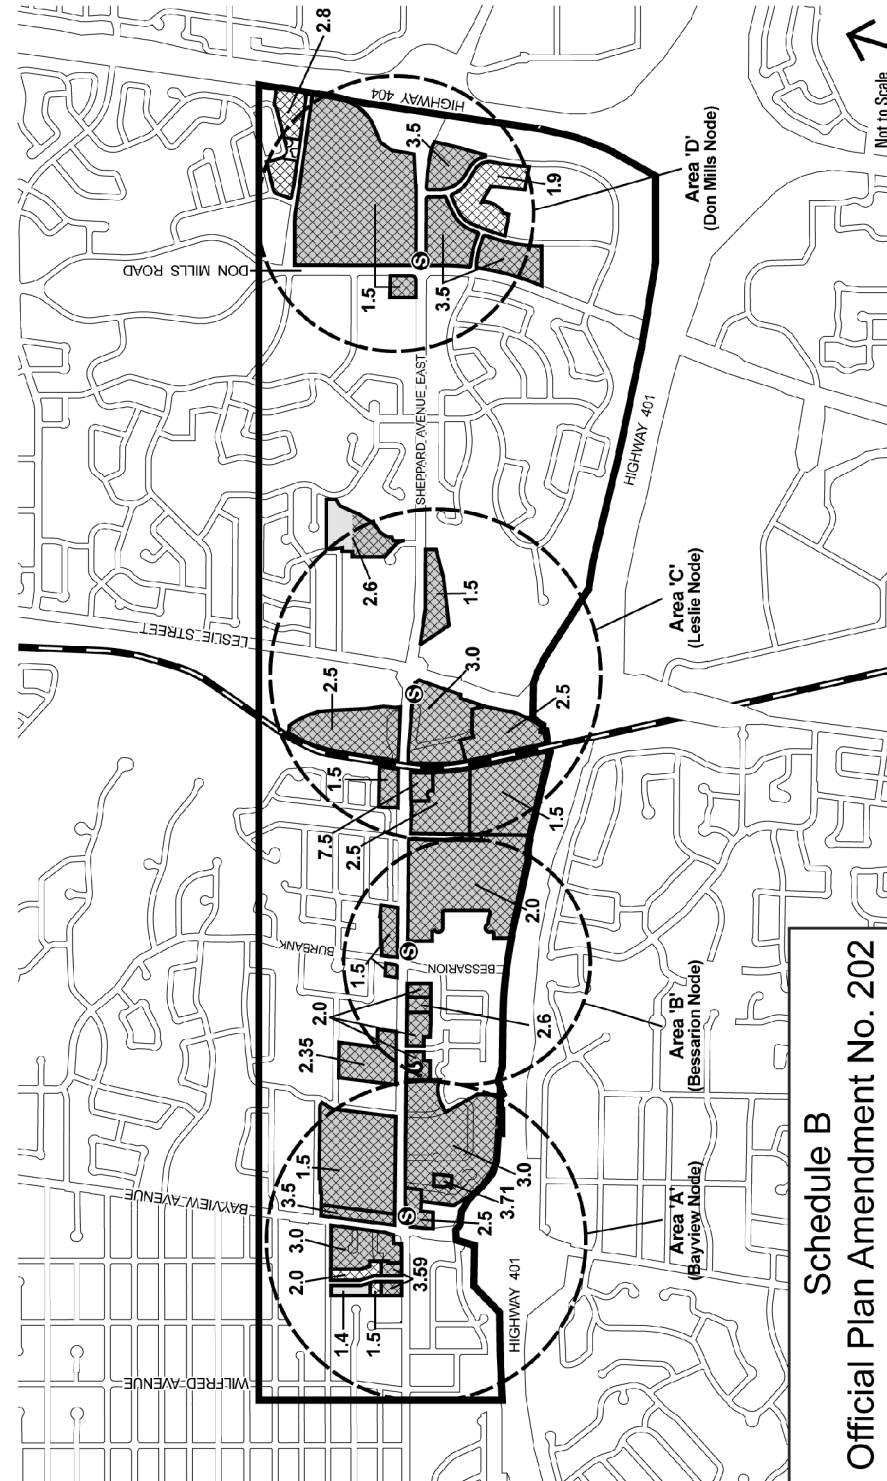 WILFRED AVENUE
BAYVIEW AVENUE
LESLIE STREET
DON MILLS ROAD
BURBANK
2.0
3.0
3.5
1.5
2.35
2.0
7.5
1.5
2.5
2.8
1.4
1.5
1.5
2.5
2.6
1.5
HIGHWAY 404
3.59
S
S
S
S
SHEPPARD AVENUE EAST
3.5
3.5
BESSARION
2.5
3.71
3.0
2.6
2.0
1.5
3.0
2.5
1.5
1.9
HIGHWAY 401
HIGHWAY 401
Area 'A'
(Bayview Node)
Area 'B'
(Bessarion Node)
Area 'C'
(Leslie Node)
Area 'D'
(Don Mills Node)
Schedule B
Official Plan Amendment No. 202
Not to Scale